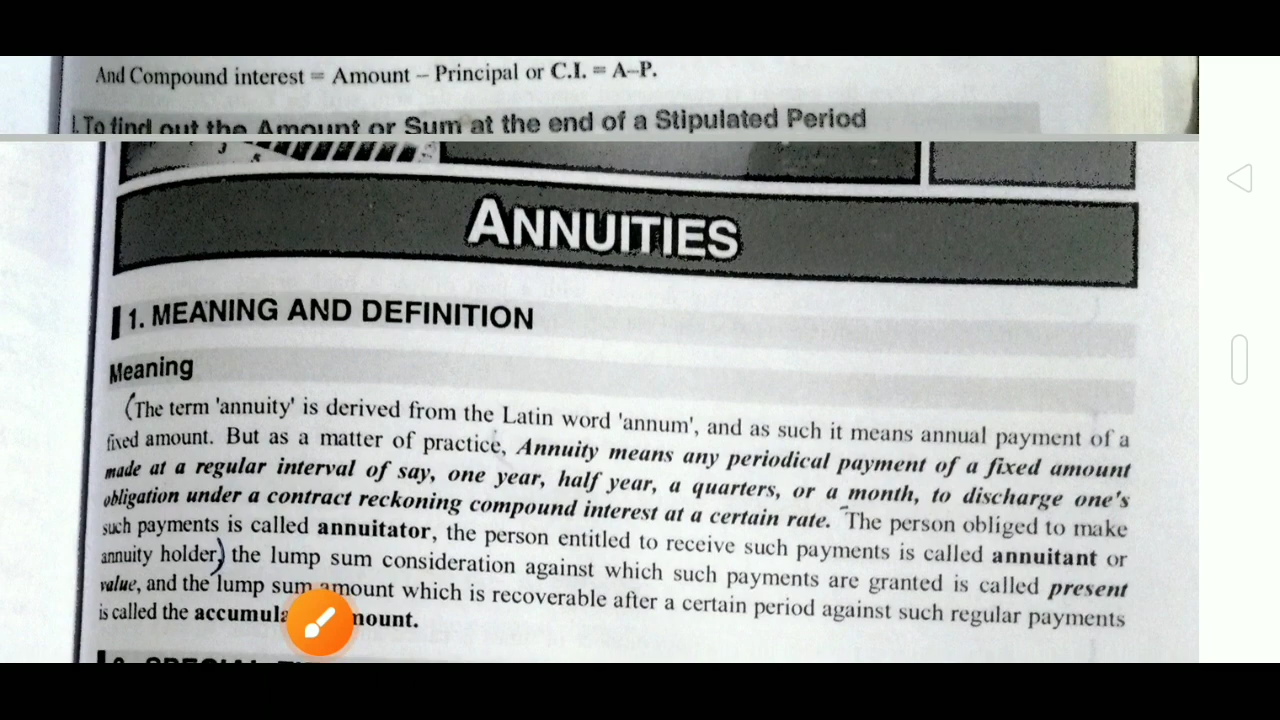 And Compound interest = Amount – Principal or C.I. = A–P.
To find out the Amount or Sum at the end of a Stipulated Period
ANNUITIES
1. MEANING AND DEFINITION
Meaning
(The term 'annuity' is derived from the Latin word 'annum', and as such it means annual payment of a
fixed amount. But as a matter of practice, Annuity means any periodical payment of a fixed amount
made at a regular interval of say, one year, half year, a quarters, or a month, to discharge one's
obligation under a contract reckoning compound interest at a certain rate. The person obliged to make
such payments is called annuitator, the person entitled to receive such payments is called annuitant or
annuity holder) the lump sum consideration against which such payments are granted is called present
value, and the lump sum amount which is recoverable after a certain period against such regular payments
is called the